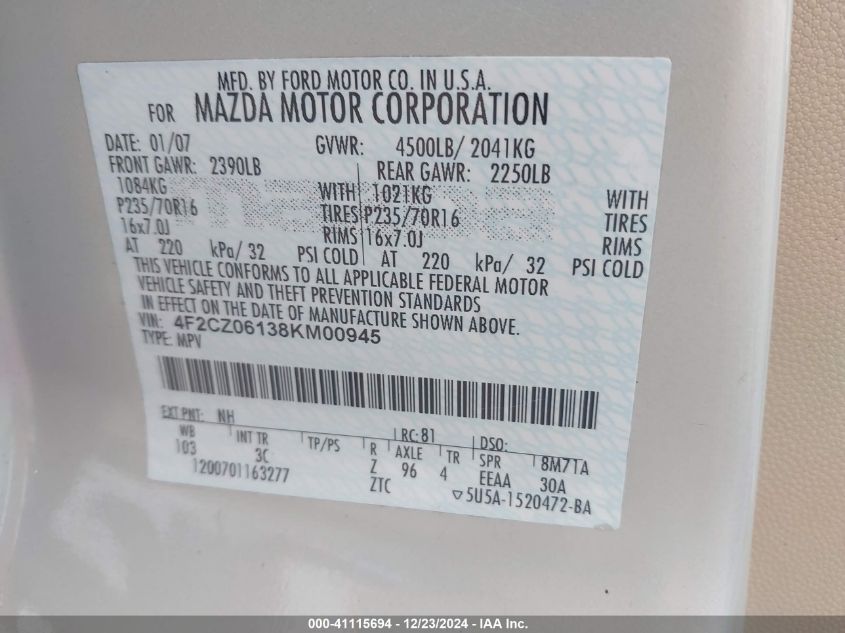 MFD. BY FORD MOTOR CO. IN U.S.A.
FOR MAZDA MOTOR CORPORATION
DATE: 01/07 GVWR: 4500LB/ 2041KG
FRONT GAWR: 2390LB REAR GAWR: 2250LB
1084KG WITH 1021KG WITH
P235/70R16 TIRES P235/70R16 TIRES
16x7.0J RIMS 16x7.0J RIMS
AT 220 kPa/ 32 PSI COLD AT 220 kPa/ 32 PSI COLD
THIS VEHICLE CONFORMS TO ALL APPLICABLE FEDERAL MOTOR
VEHICLE SAFETY AND THEFT PREVENTION STANDARDS
IN EFFECT ON THE DATE OF MANUFACTURE SHOWN ABOVE.
VIN: 4F2CZ06138KM00945
TYPE: MPV
EXT PNT: NH RC: 81 DSO:
WB INT TR TP/PS R AXLE TR SPR 8M71A
103 3C Z 96 4 EEAA 30A
1200701163277 ZTC ▽5U5A-1520472-BA
000-41115694 - 12/23/2024 - IAA Inc.